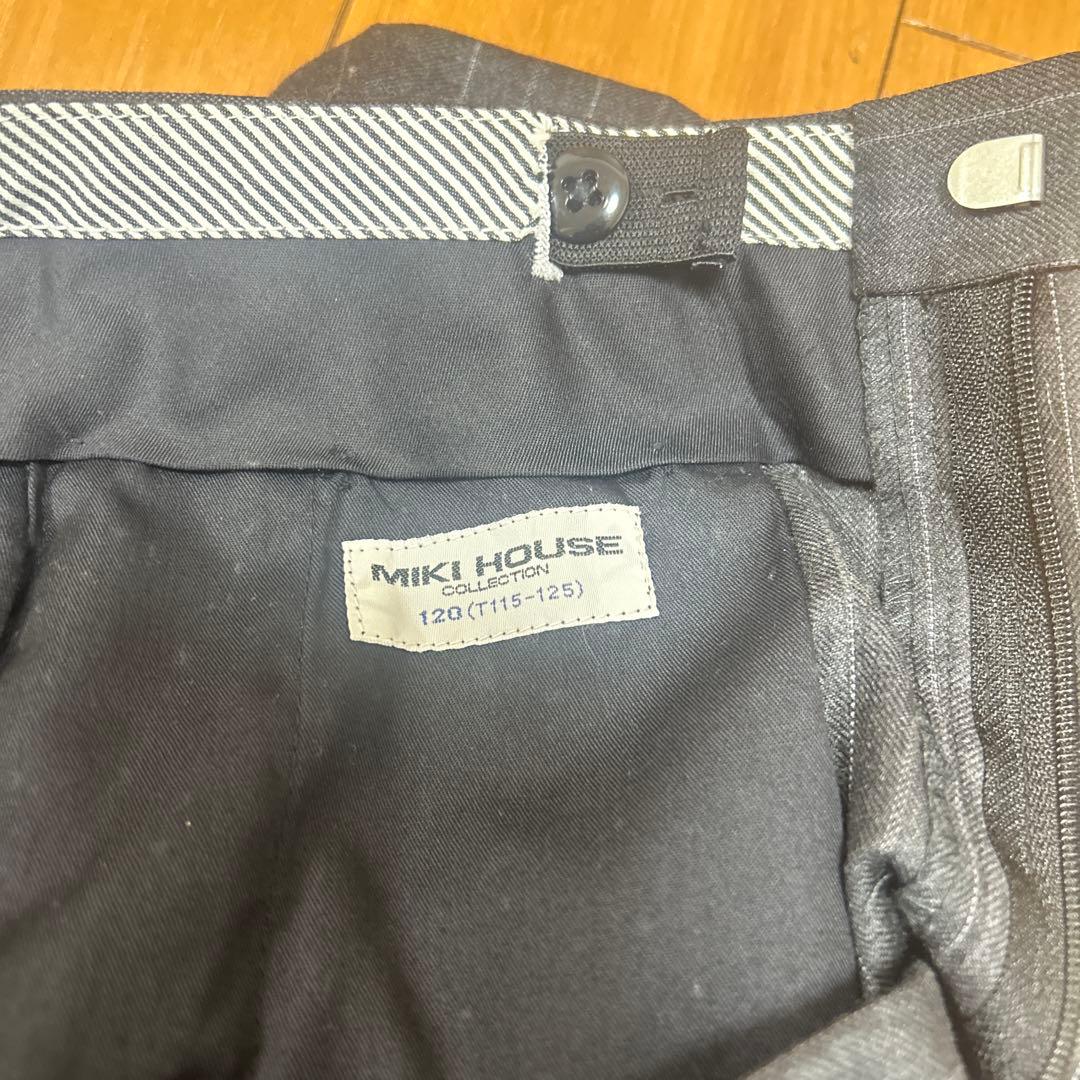 MIKI HOUSE
COLLECTION
120(T115-125)